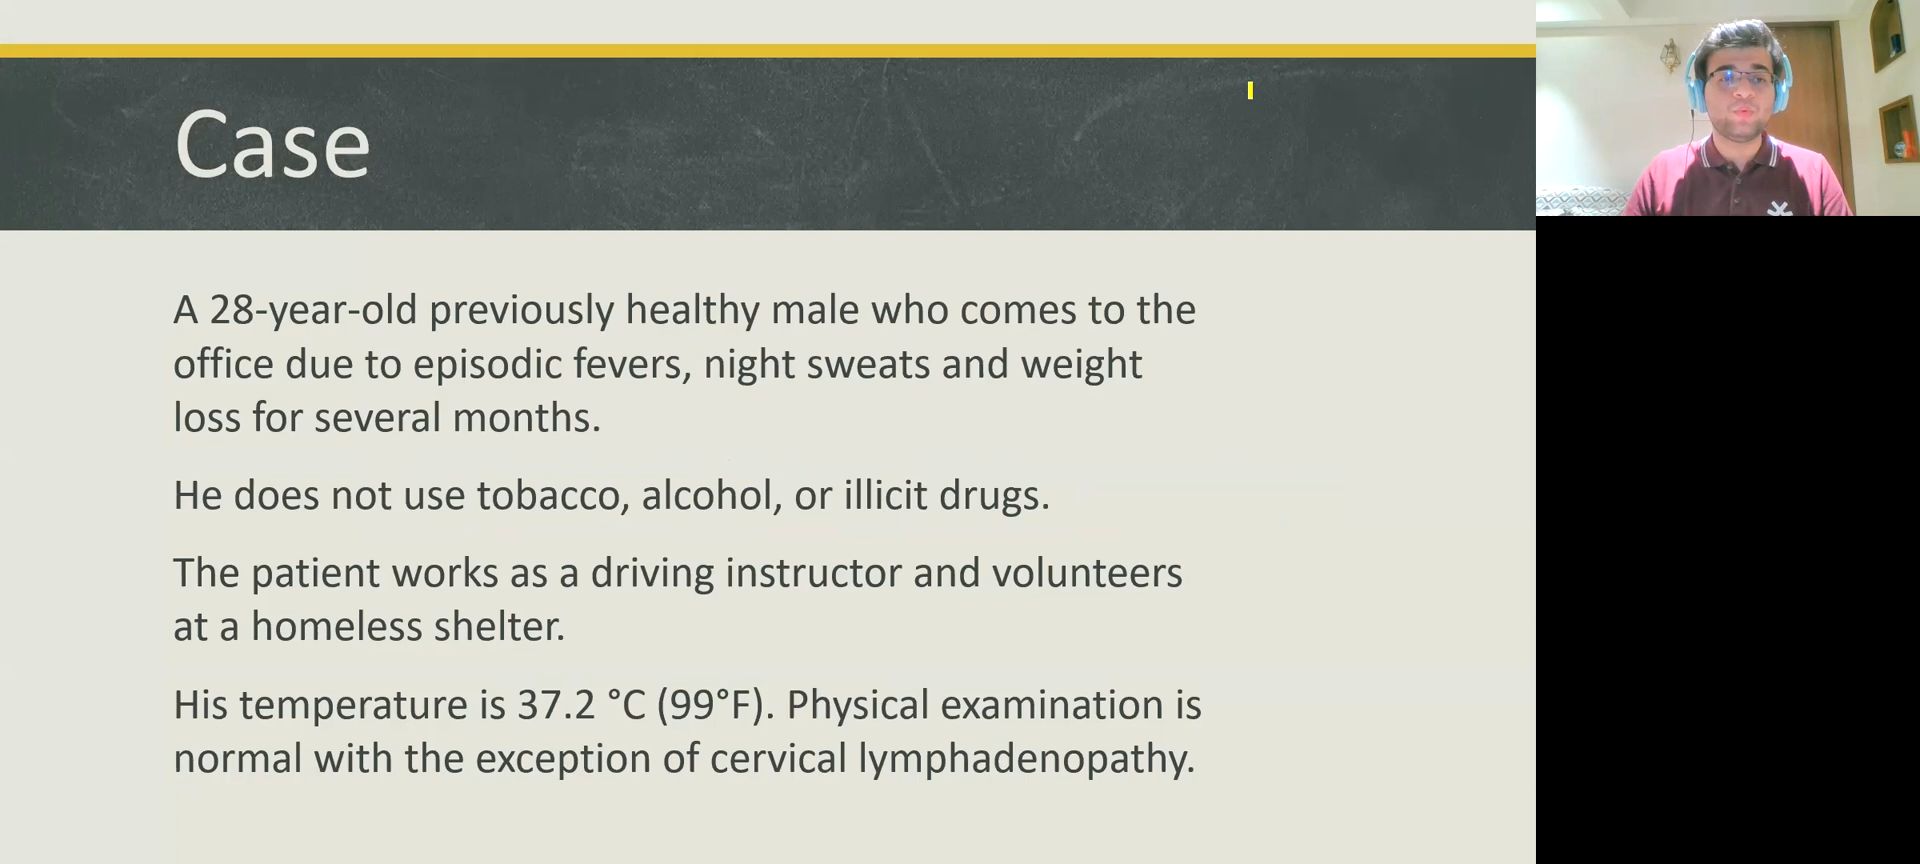 Case
A 28-year-old previously healthy male who comes to the
office due to episodic fevers, night sweats and weight
loss for several months.
He does not use tobacco, alcohol, or illicit drugs.
The patient works as a driving instructor and volunteers
at a homeless shelter.
His temperature is 37.2 °C (99°F). Physical examination is
normal with the exception of cervical lymphadenopathy.